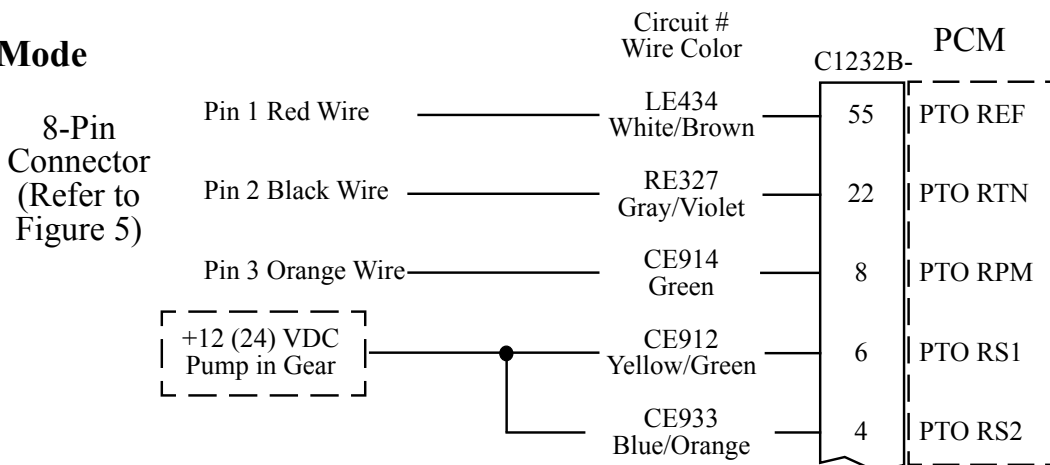 Mode
8-Pin
Connector
(Refer to
Figure 5)
Circuit #
Wire Color
C1232B-
PCM
Pin 1 Red Wire
LE434
White/Brown
55
PTO REF
Pin 2 Black Wire
RE327
Gray/Violet
22
PTO RTN
Pin 3 Orange Wire
CE914
Green
8
PTO RPM
+12 (24) VDC
Pump in Gear
CE912
Yellow/Green
6
PTO RS1
CE933
Blue/Orange
4
PTO RS2